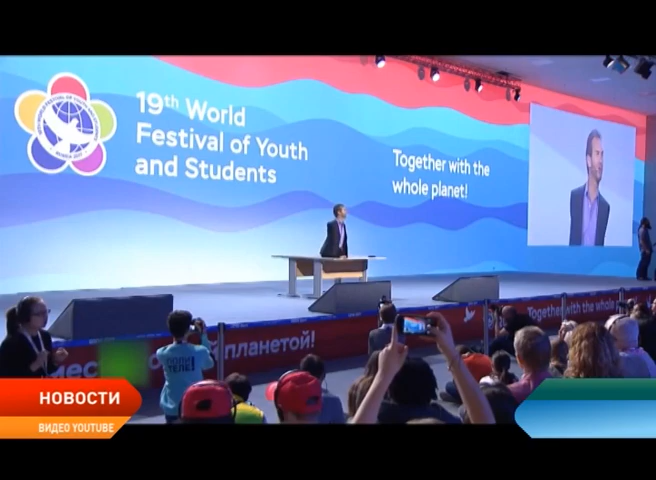 19th World
Festival of Youth
and Students
Together with the
whole planet!
Together with the
планетой!
НОВОСТИ
ВИДЕО YOUTUBE